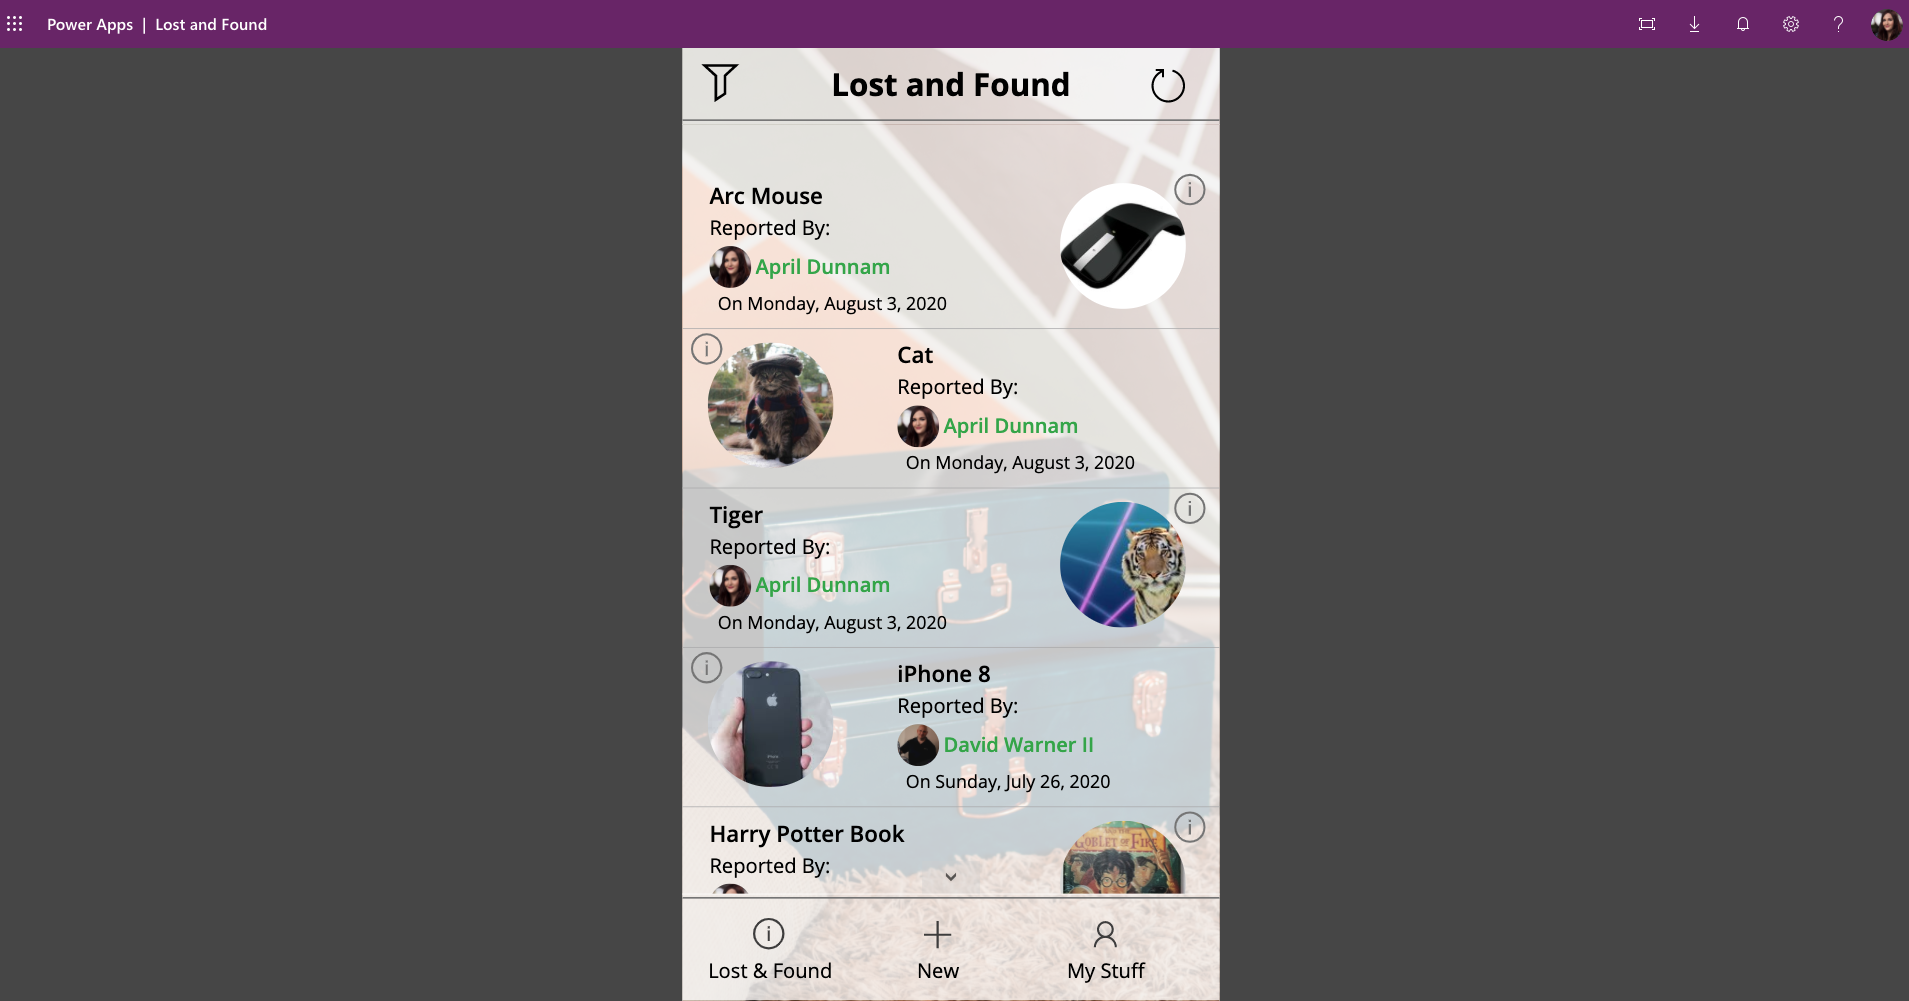 Power Apps | Lost and Found
Lost and Found
Arc Mouse
Reported By:
April Dunnam
On Monday, August 3, 2020
Cat
Reported By:
April Dunnam
On Monday, August 3, 2020
Tiger
Reported By:
April Dunnam
On Monday, August 3, 2020
iPhone 8
Reported By:
David Warner II
On Sunday, July 26, 2020
Harry Potter Book
Reported By:
GOBLET OF FIRE
Lost & Found
New
My Stuff